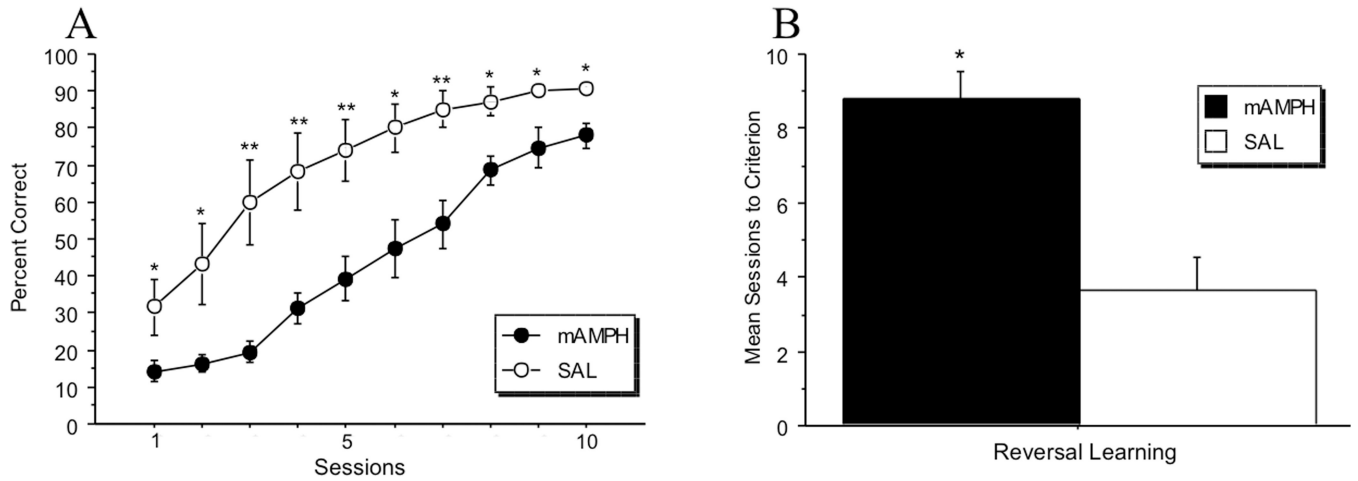 A
100
90
80
70
60
50
40
30
20
10
0
Percent Correct
* * ** ** ** * ** * * *
mAMPH
SAL
1 5 10
Sessions
B
10
8
6
4
2
0
Mean Sessions to Criterion
*
mAMPH
SAL
Reversal Learning